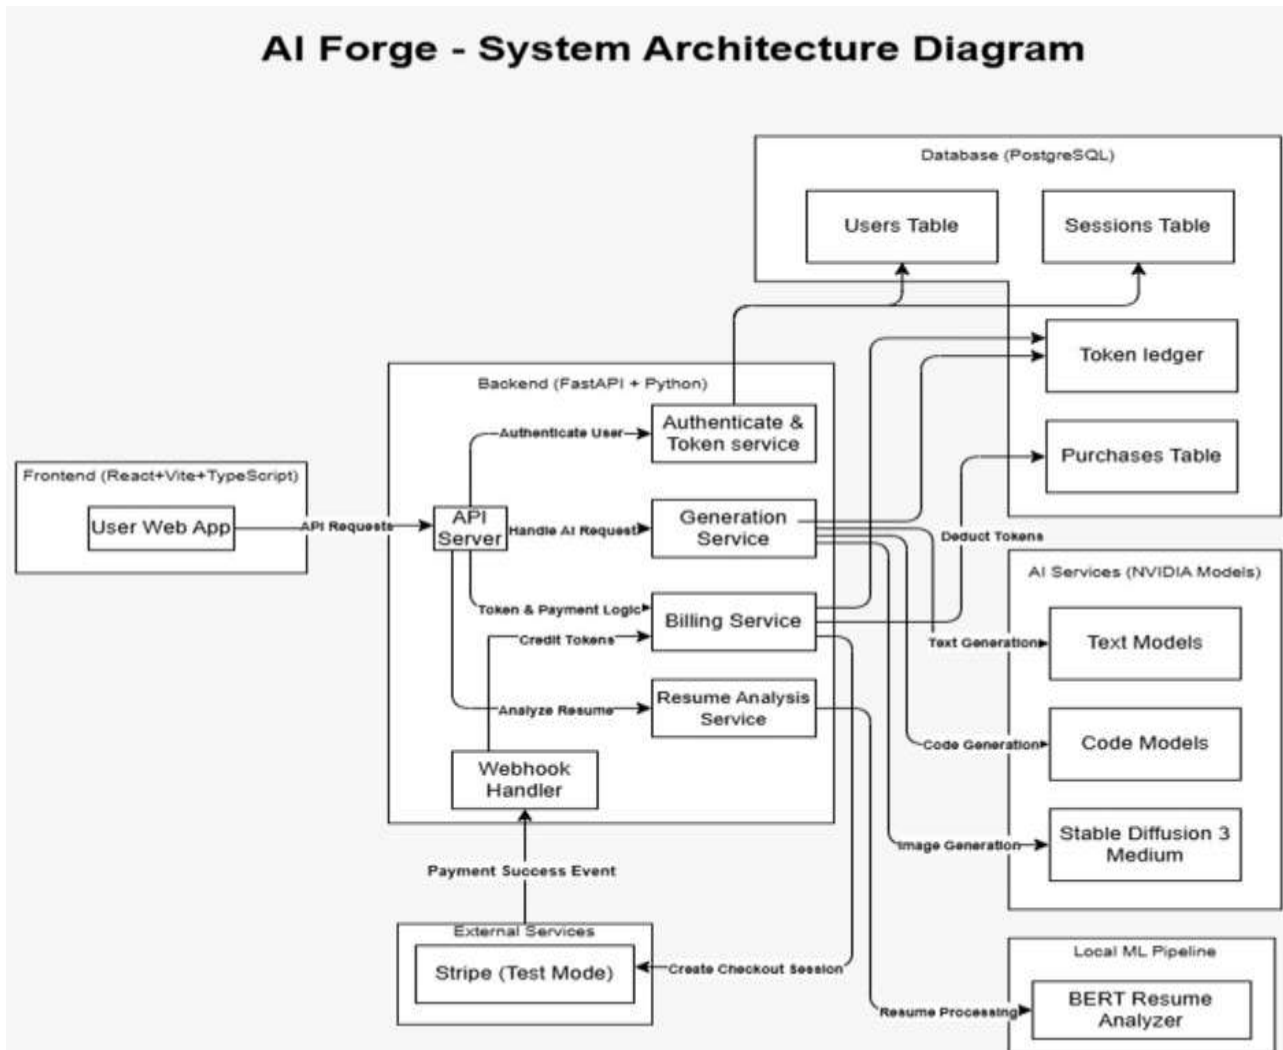 AI Forge - System Architecture Diagram
Database (PostgreSQL)
Users Table
Sessions Table
Token ledger
Purchases Table
Backend (FastAPI + Python)
Authenticate User
Authenticate &
Token service
Frontend (React+Vite+TypeScript)
User Web App
API Requests
API
Server
Handle AI Request
Generation
Service
Deduct Tokens
Token & Payment Logic
Credit Tokens
Billing Service
Analyze Resume
Resume Analysis
Service
Webhook
Handler
AI Services (NVIDIA Models)
Text Generation
Text Models
Code Generation
Code Models
Image Generation
Stable Diffusion 3
Medium
Payment Success Event
External Services
Stripe (Test Mode)
Create Checkout Session
Local ML Pipeline
Resume Processing
BERT Resume
Analyzer